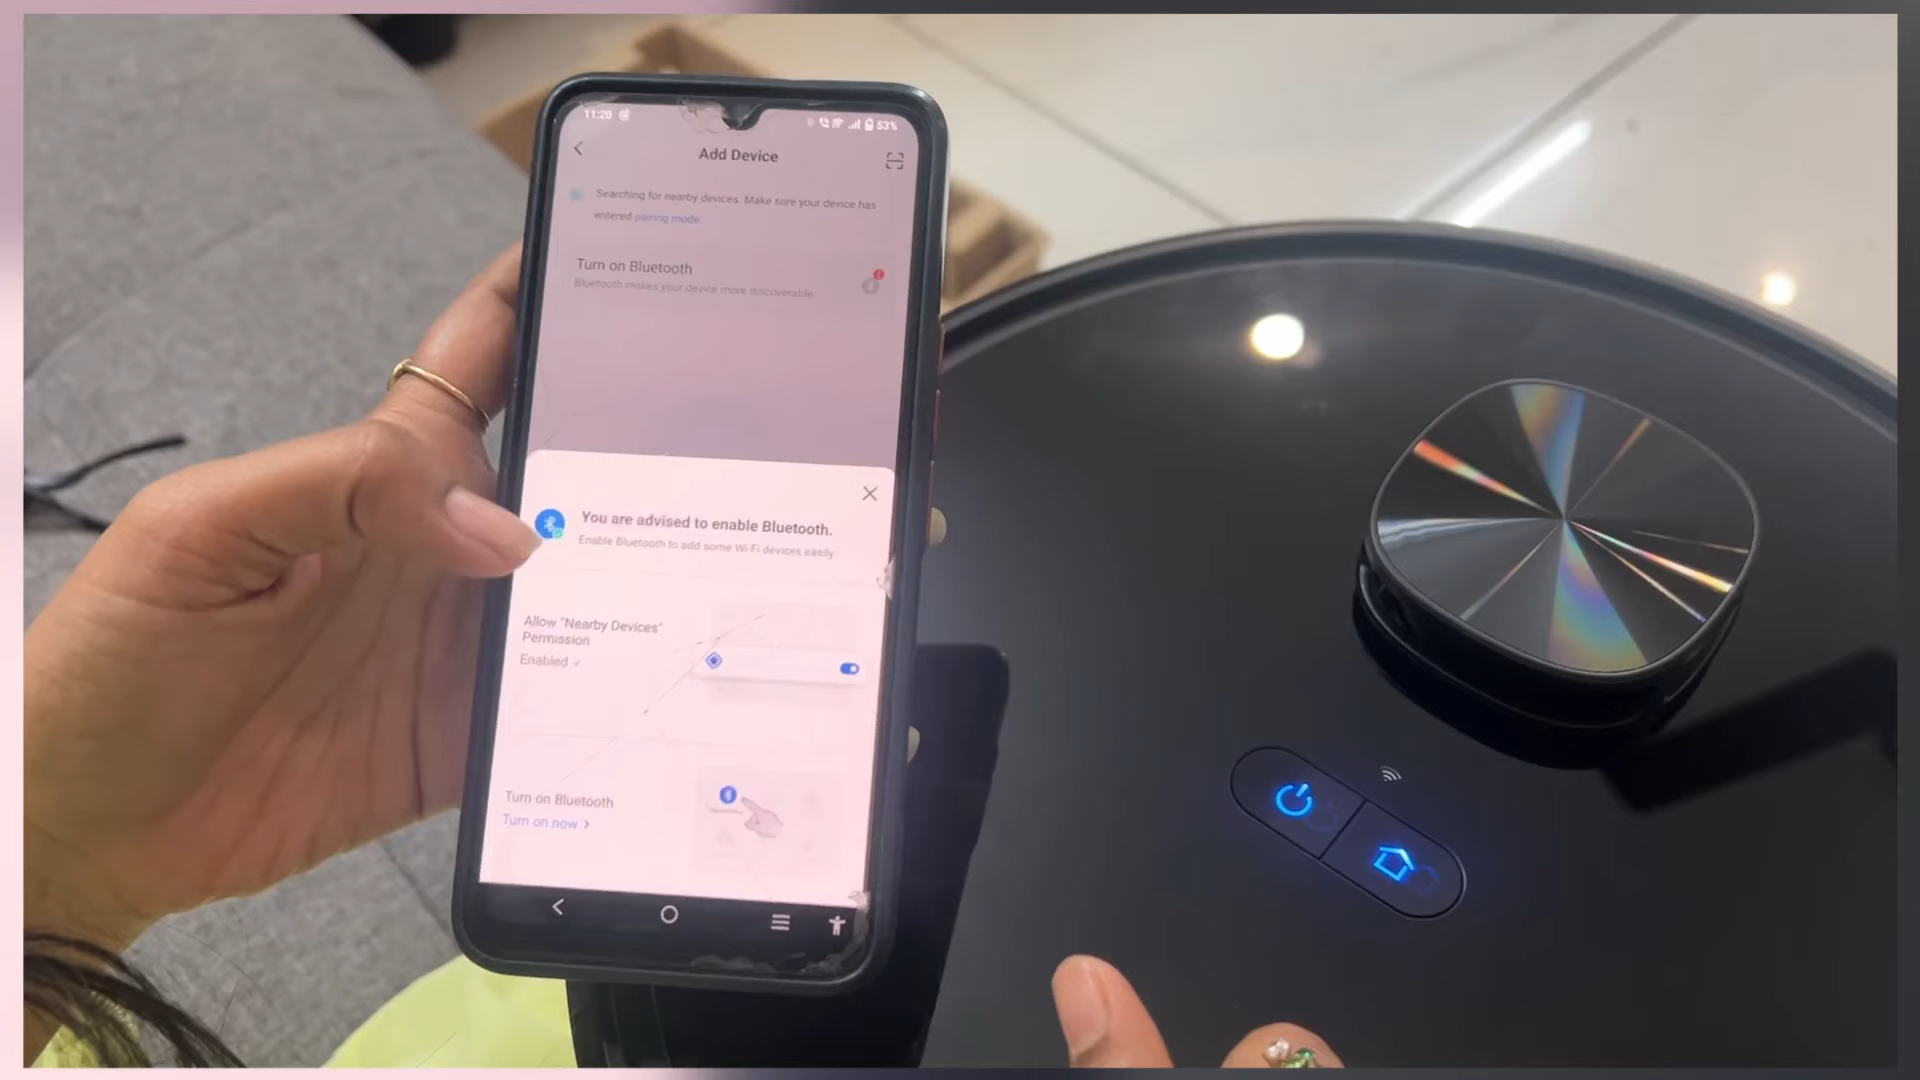 11:20
53%
Add Device
Searching for nearby devices. Make sure your device has
entered pairing mode.
Turn on Bluetooth
Bluetooth makes your device more discoverable.
You are advised to enable Bluetooth.
Enable Bluetooth to add some Wi-Fi devices easily
Allow "Nearby Devices"
Permission
Enabled ✓
Turn on Bluetooth
Turn on now >